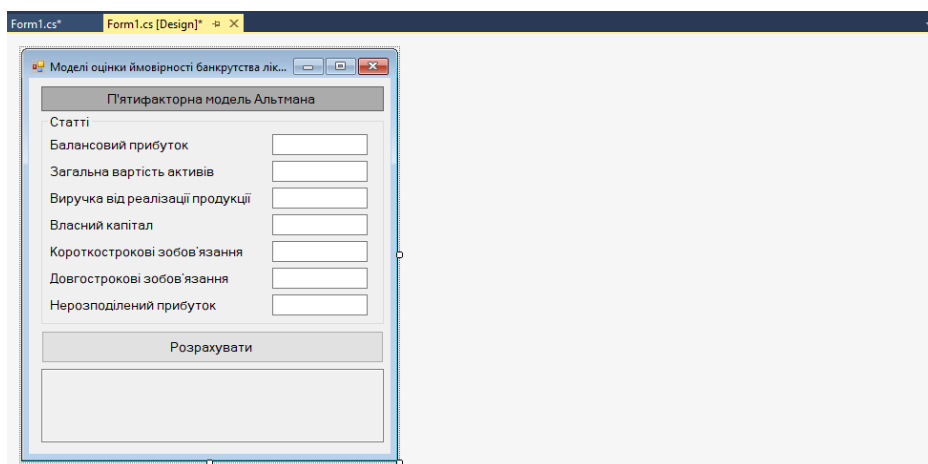 Form1.cs*
Form1.cs [Design]*
Моделі оцінки ймовірності банкрутства лік...
П'ятифакторна модель Альтмана
Статті
Балансовий прибуток
Загальна вартість активів
Виручка від реалізації продукції
Власний капітал
Короткострокові зобов'язання
Довгострокові зобов'язання
Нерозподілений прибуток
Розрахувати